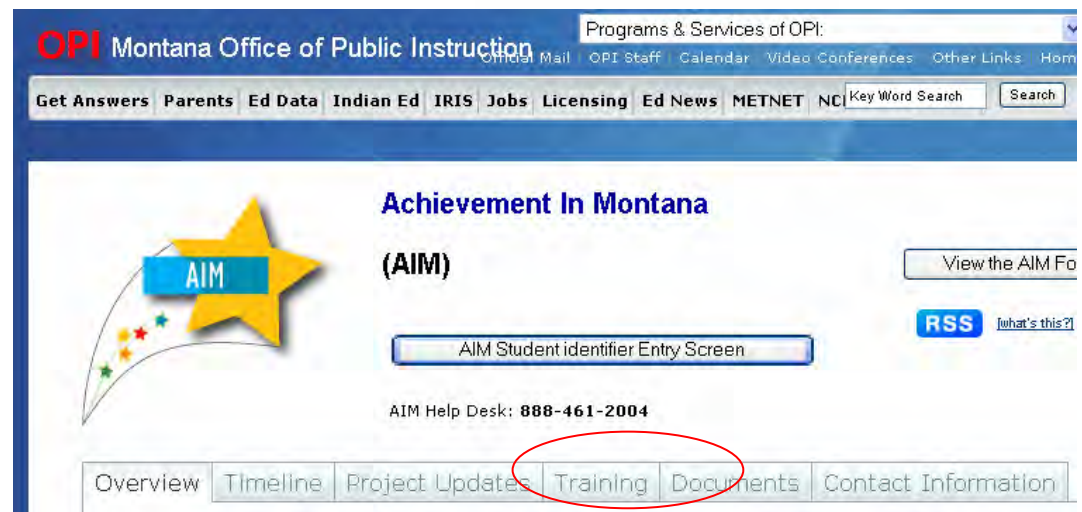 Programs & Services of OPI:
OPI Montana Office of Public Instruction
Official Mail OPI Staff Calendar Video Conferences Other Links Hom
Get Answers Parents Ed Data Indian Ed IRIS Jobs Licensing Ed News METNET NCL Key Word Search Search
Achievement In Montana
(AIM)
AIM
View the AIM Fo
RSS [what's this?]
AIM Student identifier Entry Screen
AIM Help Desk: 888-461-2004
Overview Timeline Project Updates Training Documents Contact Information